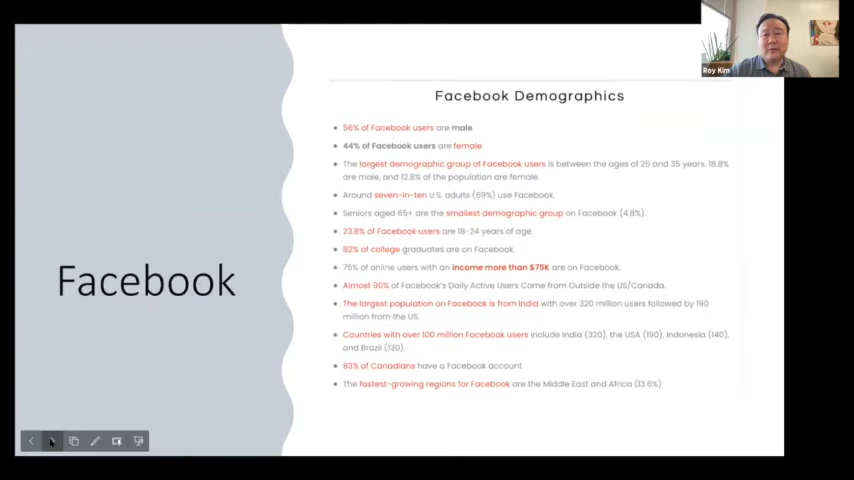 Roy Kim
Facebook Demographics
56% of Facebook users are male
44% of Facebook users are female
The largest demographic group of Facebook users is between the ages of 25 and 35 years. 18.8%
are male, and 12.8% of the population are female.
Around seven-in-ten U.S. adults (69%) use Facebook.
Seniors aged 65+ are the smallest demographic group on Facebook (4.8%).
23.8% of Facebook users are 18-24 years of age.
82% of college graduates are on Facebook.
75% of online users with an income more than $75K are on Facebook.
Almost 90% of Facebook's Daily Active Users Come from Outside the US/Canada.
The largest population on Facebook is from India with over 320 million users followed by 190
million from the US.
Countries with over 100 million Facebook users include India (320), the USA (190), Indonesia (140),
and Brazil (130).
83% of Canadians have a Facebook account
The fastest-growing regions for Facebook are the Middle East and Africa (13.6%)
Facebook